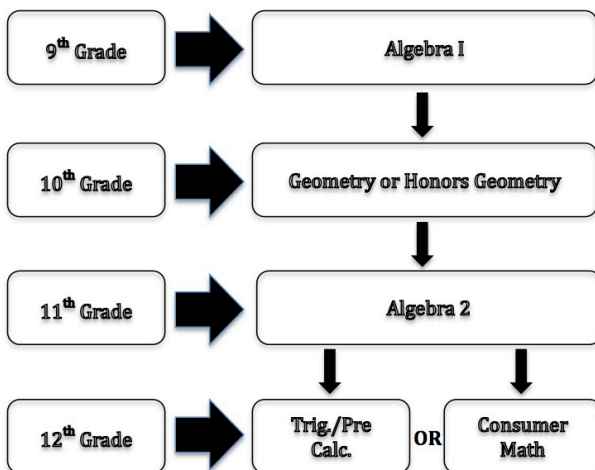 9th Grade
Algebra I
10th Grade
Geometry or Honors Geometry
11th Grade
Algebra 2
12th Grade
Trig./Pre
Calc.
OR
Consumer
Math